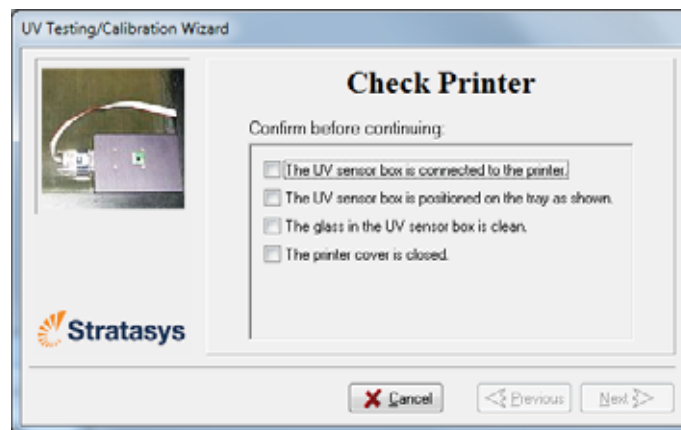 UV Testing/Calibration Wizard
Check Printer
Confirm before continuing:
The UV sensor box is connected to the printer.
The UV sensor box is positioned on the tray as shown.
The glass in the UV sensor box is clean.
The printer cover is closed.
Stratasys
Cancel
Previous
Next